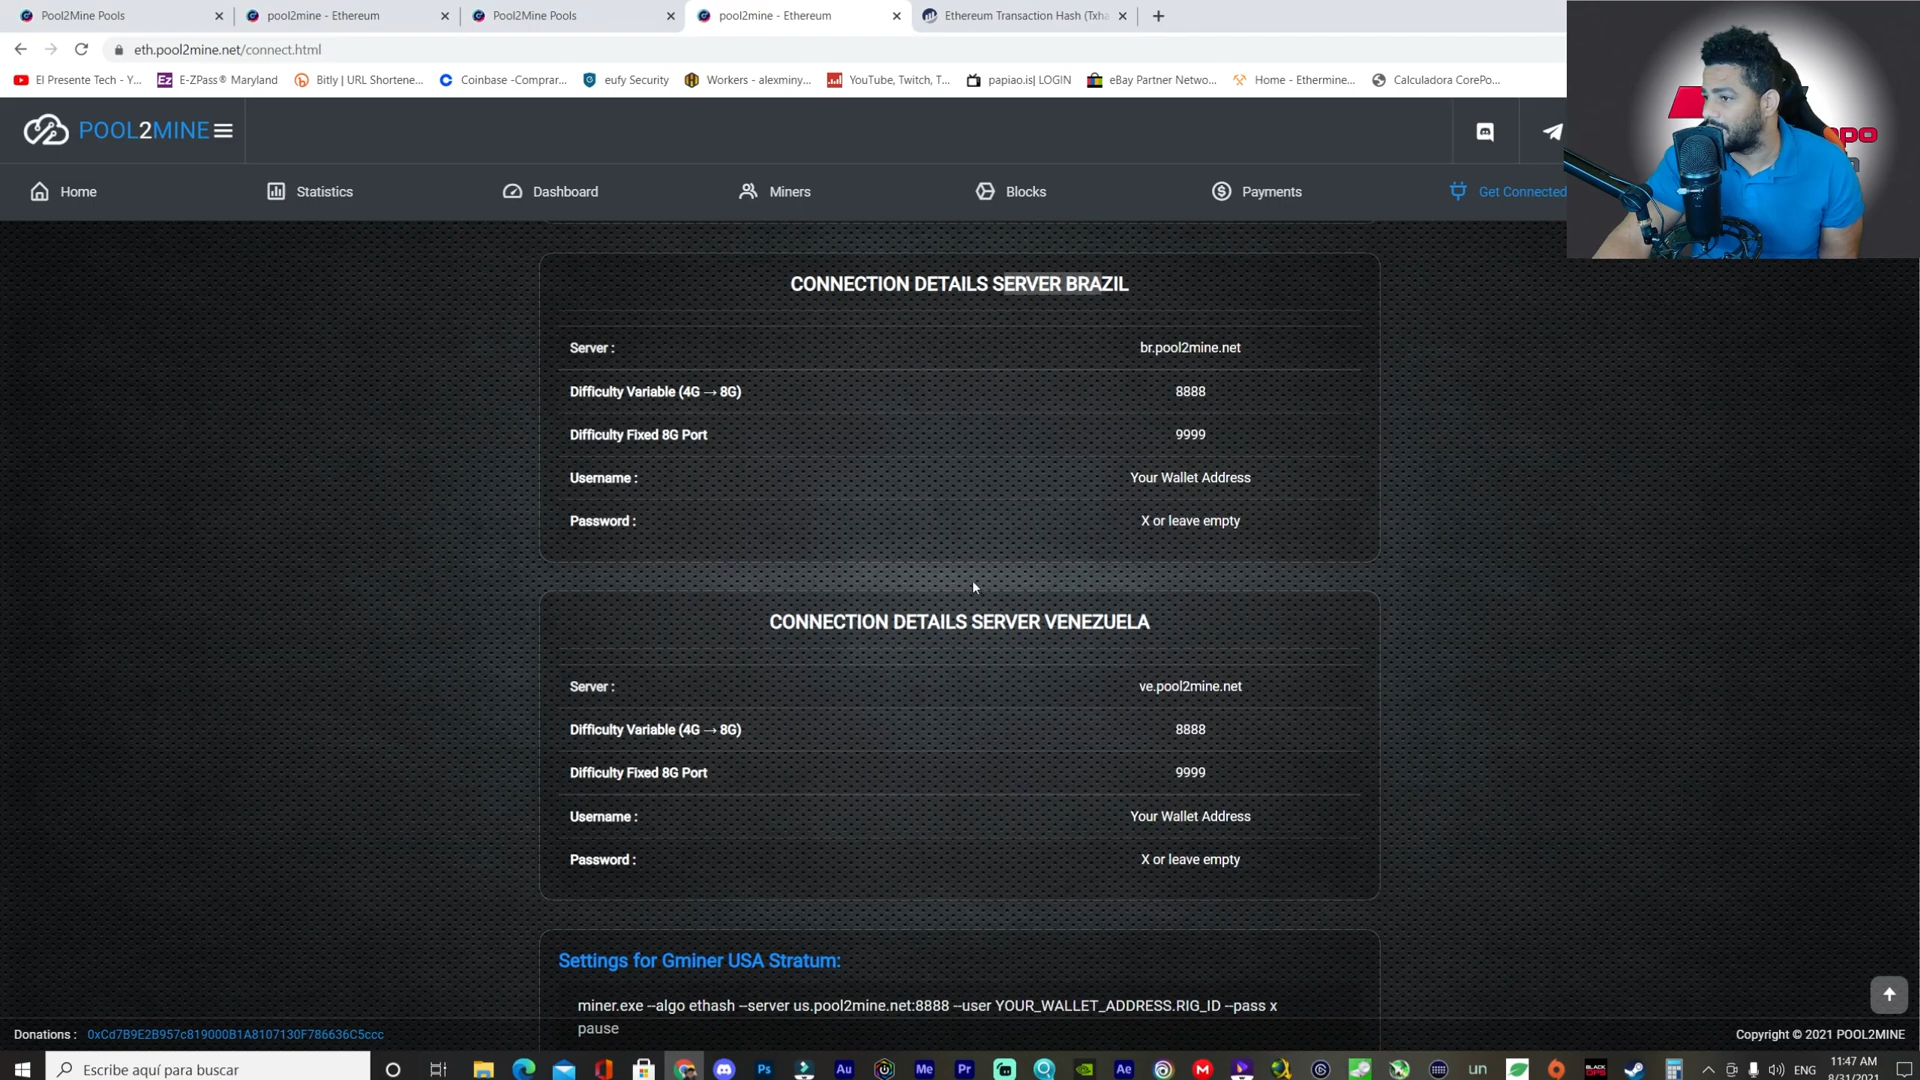 Pool2Mine Pools
pool2mine - Ethereum
Pool2Mine Pools
pool2mine - Ethereum
Ethereum Transaction Hash (Txha
eth.pool2mine.net/connect.html
El Presente Tech - Y...
E-ZPass® Maryland
Bitly | URL Shortene...
Coinbase -Comprar...
eufy Security
Workers - alexminy...
YouTube, Twitch, T...
papiao.is| LOGIN
eBay Partner Netwo...
Home - Ethermine...
Calculadora CorePo...
POOL2MINE
Home
Statistics
Dashboard
Miners
Blocks
Payments
Get Connected
CONNECTION DETAILS SERVER BRAZIL
Server : br.pool2mine.net
Difficulty Variable (4G → 8G) 8888
Difficulty Fixed 8G Port 9999
Username : Your Wallet Address
Password : X or leave empty
CONNECTION DETAILS SERVER VENEZUELA
Server : ve.pool2mine.net
Difficulty Variable (4G → 8G) 8888
Difficulty Fixed 8G Port 9999
Username : Your Wallet Address
Password : X or leave empty
Settings for Gminer USA Stratum:
miner.exe --algo ethash --server us.pool2mine.net:8888 --user YOUR_WALLET_ADDRESS.RIG_ID --pass x
pause
Donations : 0xCd7B9E2B957c819000B1A8107130F786636C5ccc
Copyright © 2021 POOL2MINE
Escribe aquí para buscar
ENG
11:47 AM
8/31/2021